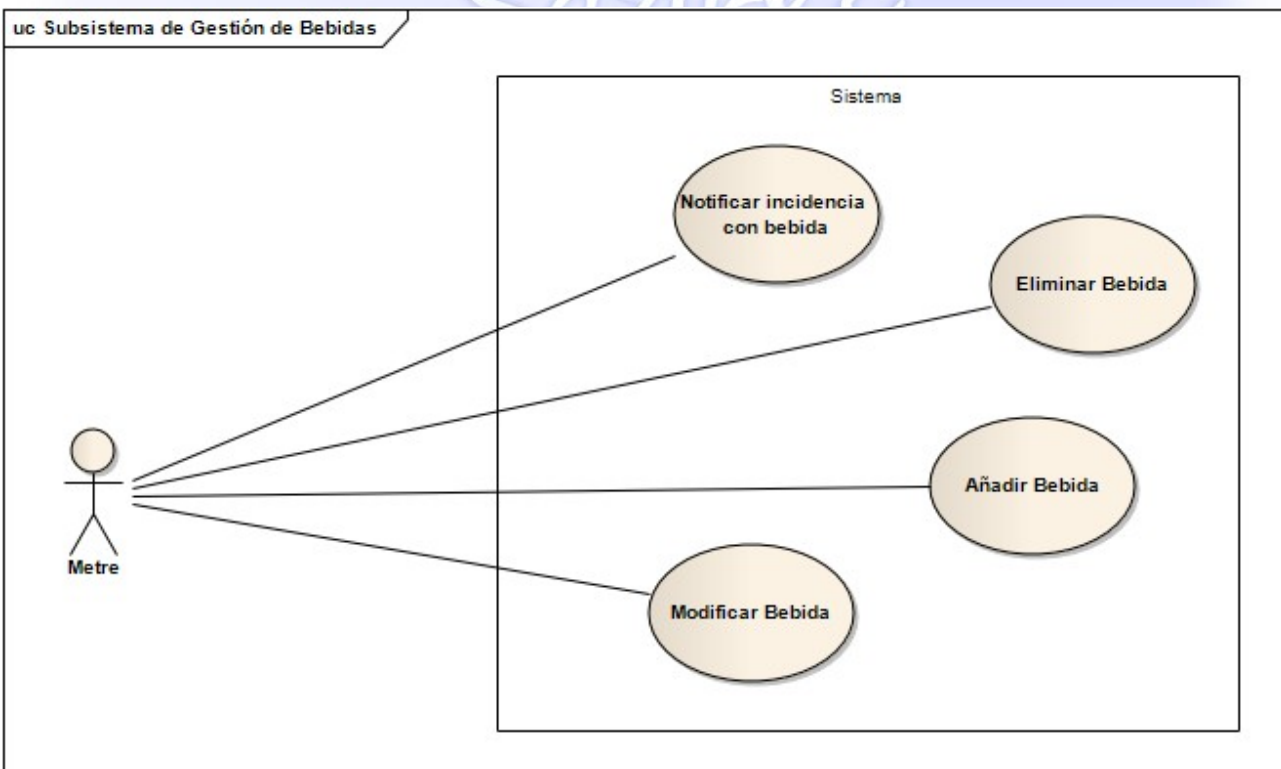 uc Subsistema de Gestión de Bebidas
Sistema
Notificar incidencia
con bebida
Eliminar Bebida
Añadir Bebida
Metre
Modificar Bebida